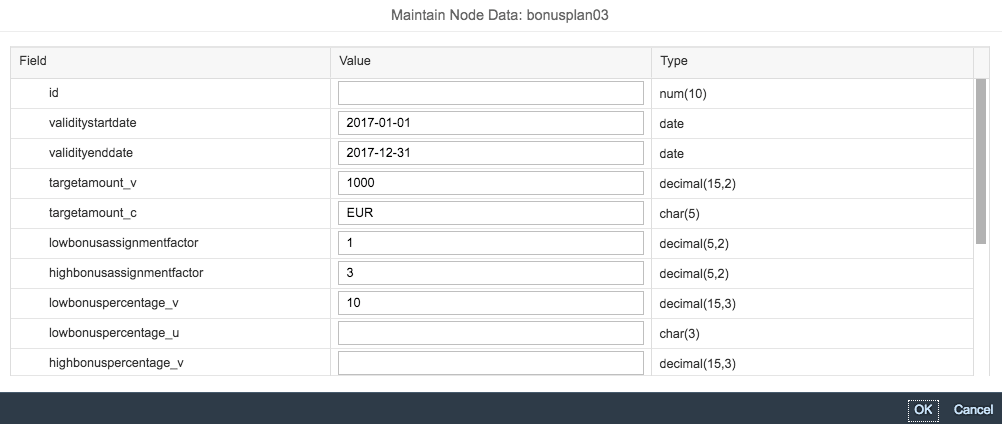 Maintain Node Data: bonusplan03
Field Value Type
id num(10)
validitystartdate 2017-01-01 date
validityenddate 2017-12-31 date
targetamount_v 1000 decimal(15,2)
targetamount_c EUR char(5)
lowbonusassignmentfactor 1 decimal(5,2)
highbonusassignmentfactor 3 decimal(5,2)
lowbonuspercentage_v 10 decimal(15,3)
lowbonuspercentage_u char(3)
highbonuspercentage_v decimal(15,3)
OK Cancel